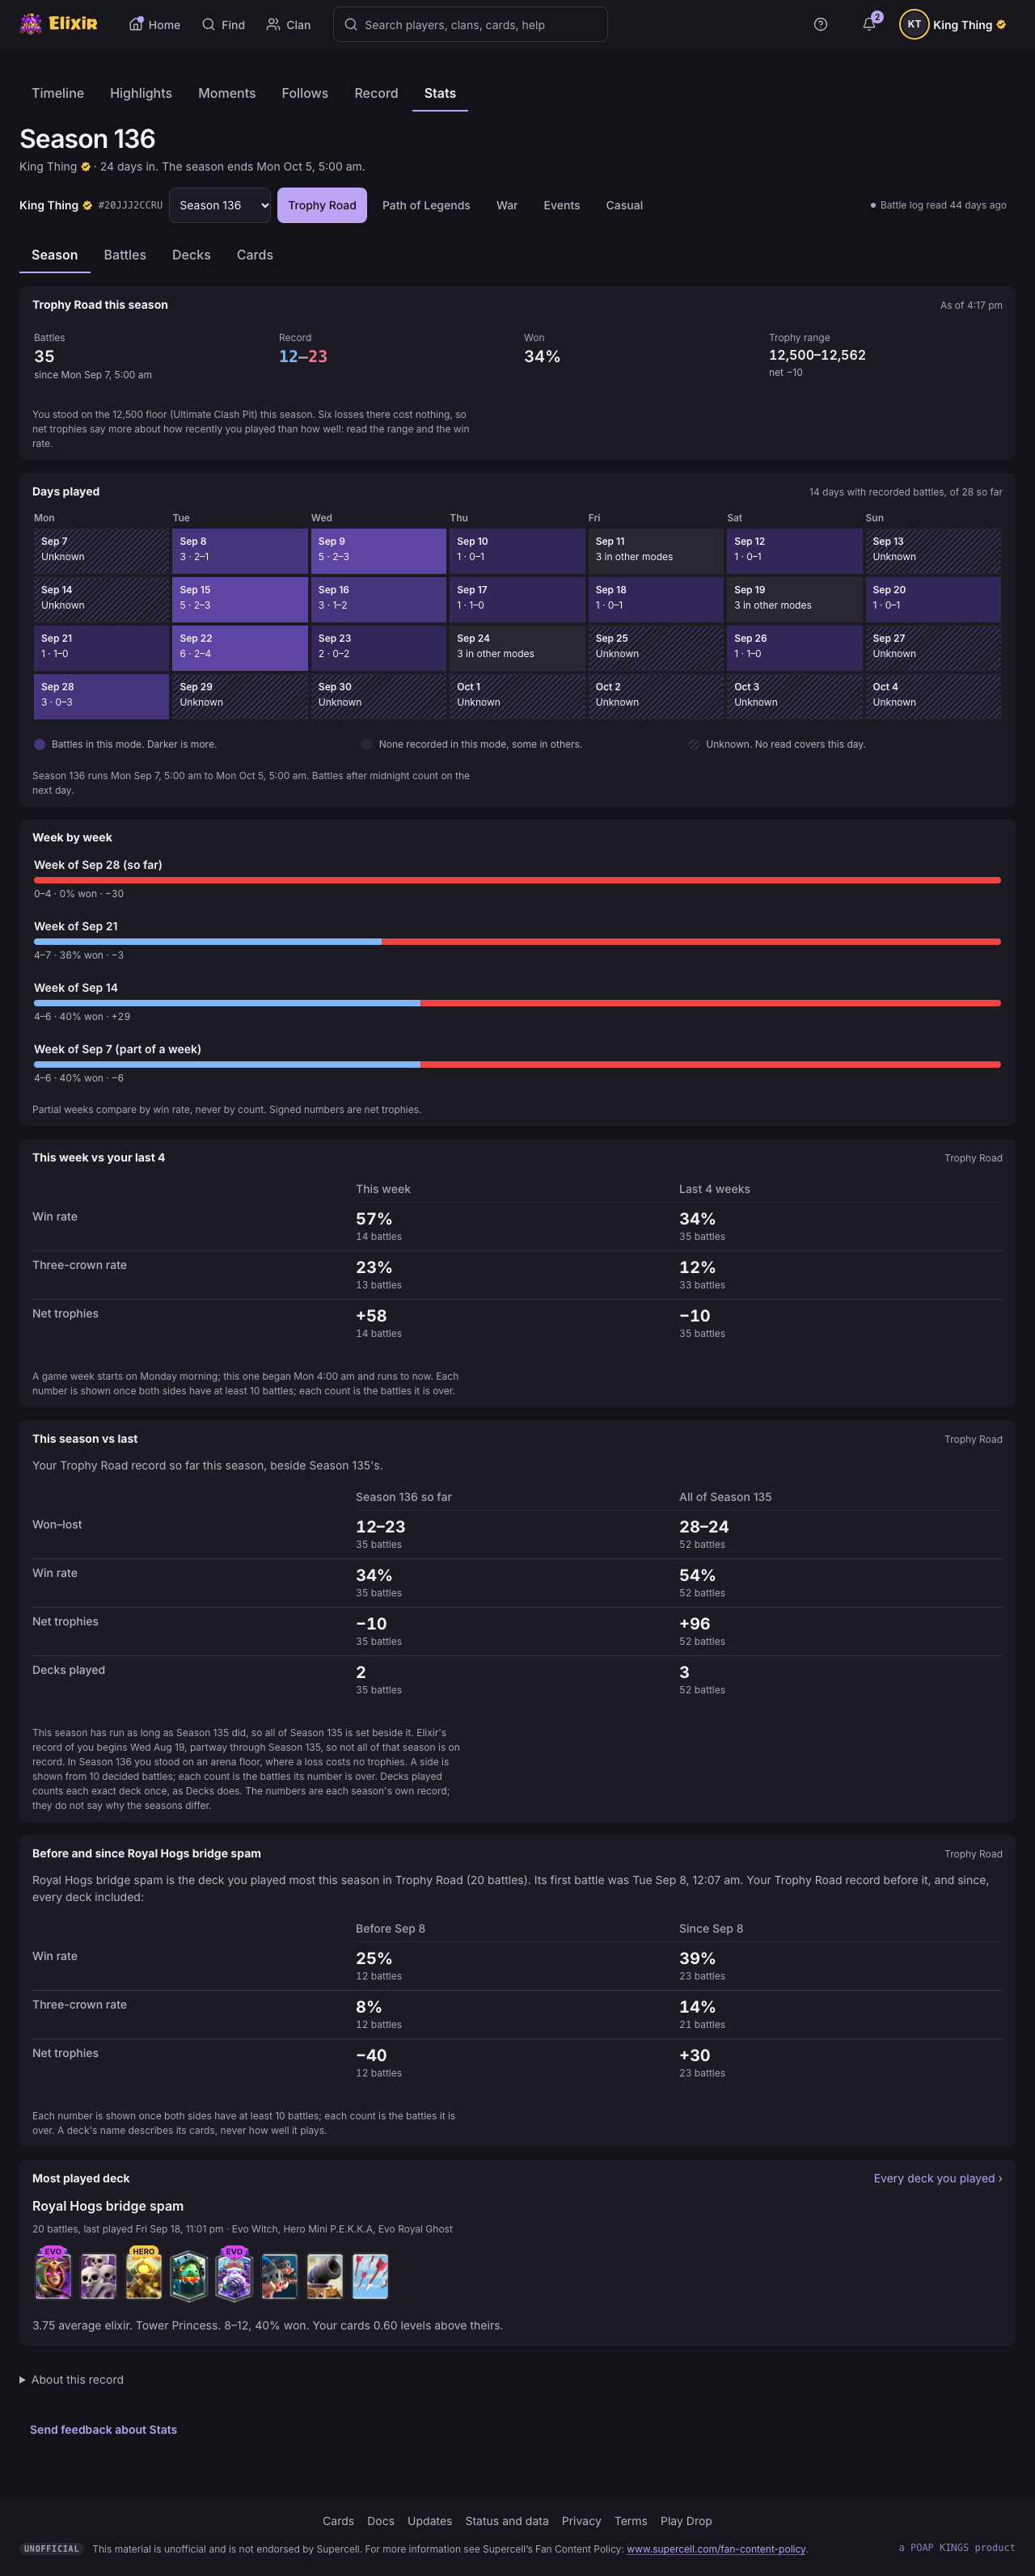 Elixir
Home
Find
Clan
Search players, clans, cards, help
2
KT
King Thing
Timeline
Highlights
Moments
Follows
Record
Stats
Season 136
King Thing · 24 days in. The season ends Mon Oct 5, 5:00 am.
King Thing #20JJJ2CCRU
Season 136
Trophy Road
Path of Legends
War
Events
Casual
Battle log read 44 days ago
Season
Battles
Decks
Cards
Trophy Road this season
As of 4:17 pm
Battles
35
since Mon Sep 7, 5:00 am
Record
12–23
Won
34%
Trophy range
12,500–12,562
net −10
You stood on the 12,500 floor (Ultimate Clash Pit) this season. Six losses there cost nothing, so
net trophies say more about how recently you played than how well: read the range and the win
rate.
Days played
14 days with recorded battles, of 28 so far
Mon Tue Wed Thu Fri Sat Sun
Sep 7
Unknown
Sep 8
3 · 2–1
Sep 9
5 · 2–3
Sep 10
1 · 0–1
Sep 11
3 in other modes
Sep 12
1 · 0–1
Sep 13
Unknown
Sep 14
Unknown
Sep 15
5 · 2–3
Sep 16
3 · 1–2
Sep 17
1 · 1–0
Sep 18
1 · 0–1
Sep 19
3 in other modes
Sep 20
1 · 0–1
Sep 21
1 · 1–0
Sep 22
6 · 2–4
Sep 23
2 · 0–2
Sep 24
3 in other modes
Sep 25
Unknown
Sep 26
1 · 1–0
Sep 27
Unknown
Sep 28
3 · 0–3
Sep 29
Unknown
Sep 30
Unknown
Oct 1
Unknown
Oct 2
Unknown
Oct 3
Unknown
Oct 4
Unknown
Battles in this mode. Darker is more.
None recorded in this mode, some in others.
Unknown. No read covers this day.
Season 136 runs Mon Sep 7, 5:00 am to Mon Oct 5, 5:00 am. Battles after midnight count on the
next day.
Week by week
Week of Sep 28 (so far)
0–4 · 0% won · −30
Week of Sep 21
4–7 · 36% won · −3
Week of Sep 14
4–6 · 40% won · +29
Week of Sep 7 (part of a week)
4–6 · 40% won · −6
Partial weeks compare by win rate, never by count. Signed numbers are net trophies.
This week vs your last 4
Trophy Road
This week
Last 4 weeks
Win rate
57%
14 battles
34%
35 battles
Three-crown rate
23%
13 battles
12%
33 battles
Net trophies
+58
14 battles
−10
35 battles
A game week starts on Monday morning; this one began Mon 4:00 am and runs to now. Each
number is shown once both sides have at least 10 battles; each count is the battles it is over.
This season vs last
Trophy Road
Your Trophy Road record so far this season, beside Season 135's.
Season 136 so far
All of Season 135
Won–lost
12–23
35 battles
28–24
52 battles
Win rate
34%
35 battles
54%
52 battles
Net trophies
−10
35 battles
+96
52 battles
Decks played
2
35 battles
3
52 battles
This season has run as long as Season 135 did, so all of Season 135 is set beside it. Elixir's
record of you begins Wed Aug 19, partway through Season 135, so not all of that season is on
record. In Season 136 you stood on an arena floor, where a loss costs no trophies. A side is
shown from 10 decided battles; each count is the battles its number is over. Decks played
counts each exact deck once, as Decks does. The numbers are each season's own record;
they do not say why the seasons differ.
Before and since Royal Hogs bridge spam
Trophy Road
Royal Hogs bridge spam is the deck you played most this season in Trophy Road (20 battles). Its first battle was Tue Sep 8, 12:07 am. Your Trophy Road record before it, and since,
every deck included:
Before Sep 8
Since Sep 8
Win rate
25%
12 battles
39%
23 battles
Three-crown rate
8%
12 battles
14%
21 battles
Net trophies
−40
12 battles
+30
23 battles
Each number is shown once both sides have at least 10 battles; each count is the battles it is
over. A deck's name describes its cards, never how well it plays.
Most played deck
Every deck you played ›
Royal Hogs bridge spam
20 battles, last played Fri Sep 18, 11:01 pm · Evo Witch, Hero Mini P.E.K.K.A, Evo Royal Ghost
EVO
HERO
EVO
3.75 average elixir. Tower Princess. 8–12, 40% won. Your cards 0.60 levels above theirs.
About this record
Send feedback about Stats
Cards
Docs
Updates
Status and data
Privacy
Terms
Play Drop
UNOFFICIAL
This material is unofficial and is not endorsed by Supercell. For more information see Supercell's Fan Content Policy: www.supercell.com/fan-content-policy.
a POAP KINGS product